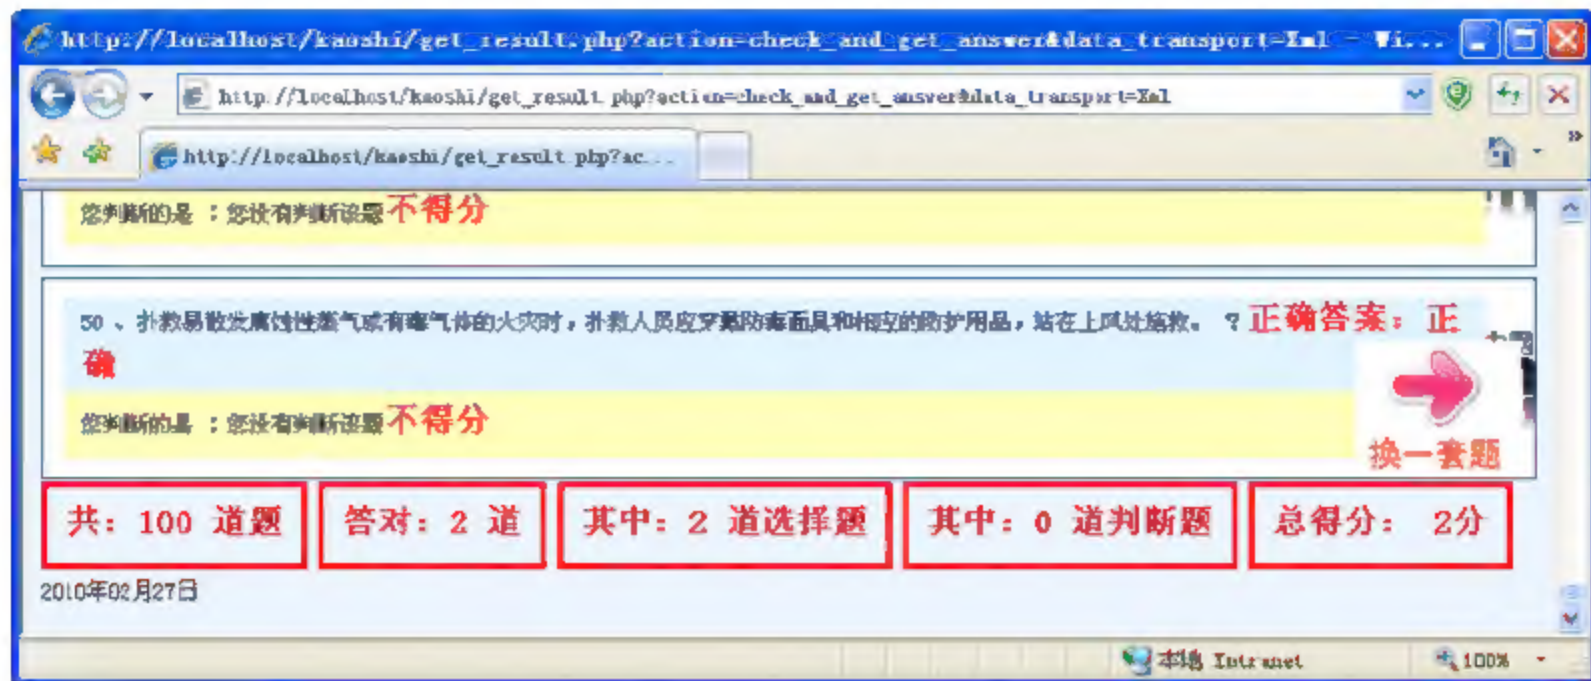 http://localhost/kaoshi/get_result.php?action=check_and_get_answer&data_transport=Xml - Wi...
http://localhost/kaoshi/get_result.php?action=check_and_get_answer&data_transport=Xml
http://localhost/kaoshi/get_result.php?ac...
您判断的是 ：您没有判断该题不得分
50 、扑救易散发腐蚀性蒸气或有毒气体的火灾时，扑救人员应穿戴防毒面具和相应的防护用品，站在上风处施救。 ？正确答案： 正
确
您判断的是 ：您没有判断该题不得分
换一套题
共： 100 道题 答对： 2 道 其中： 2 道选择题 其中： 0 道判断题 总得分： 2分
2010年02月27日
本地 Intranet 100%